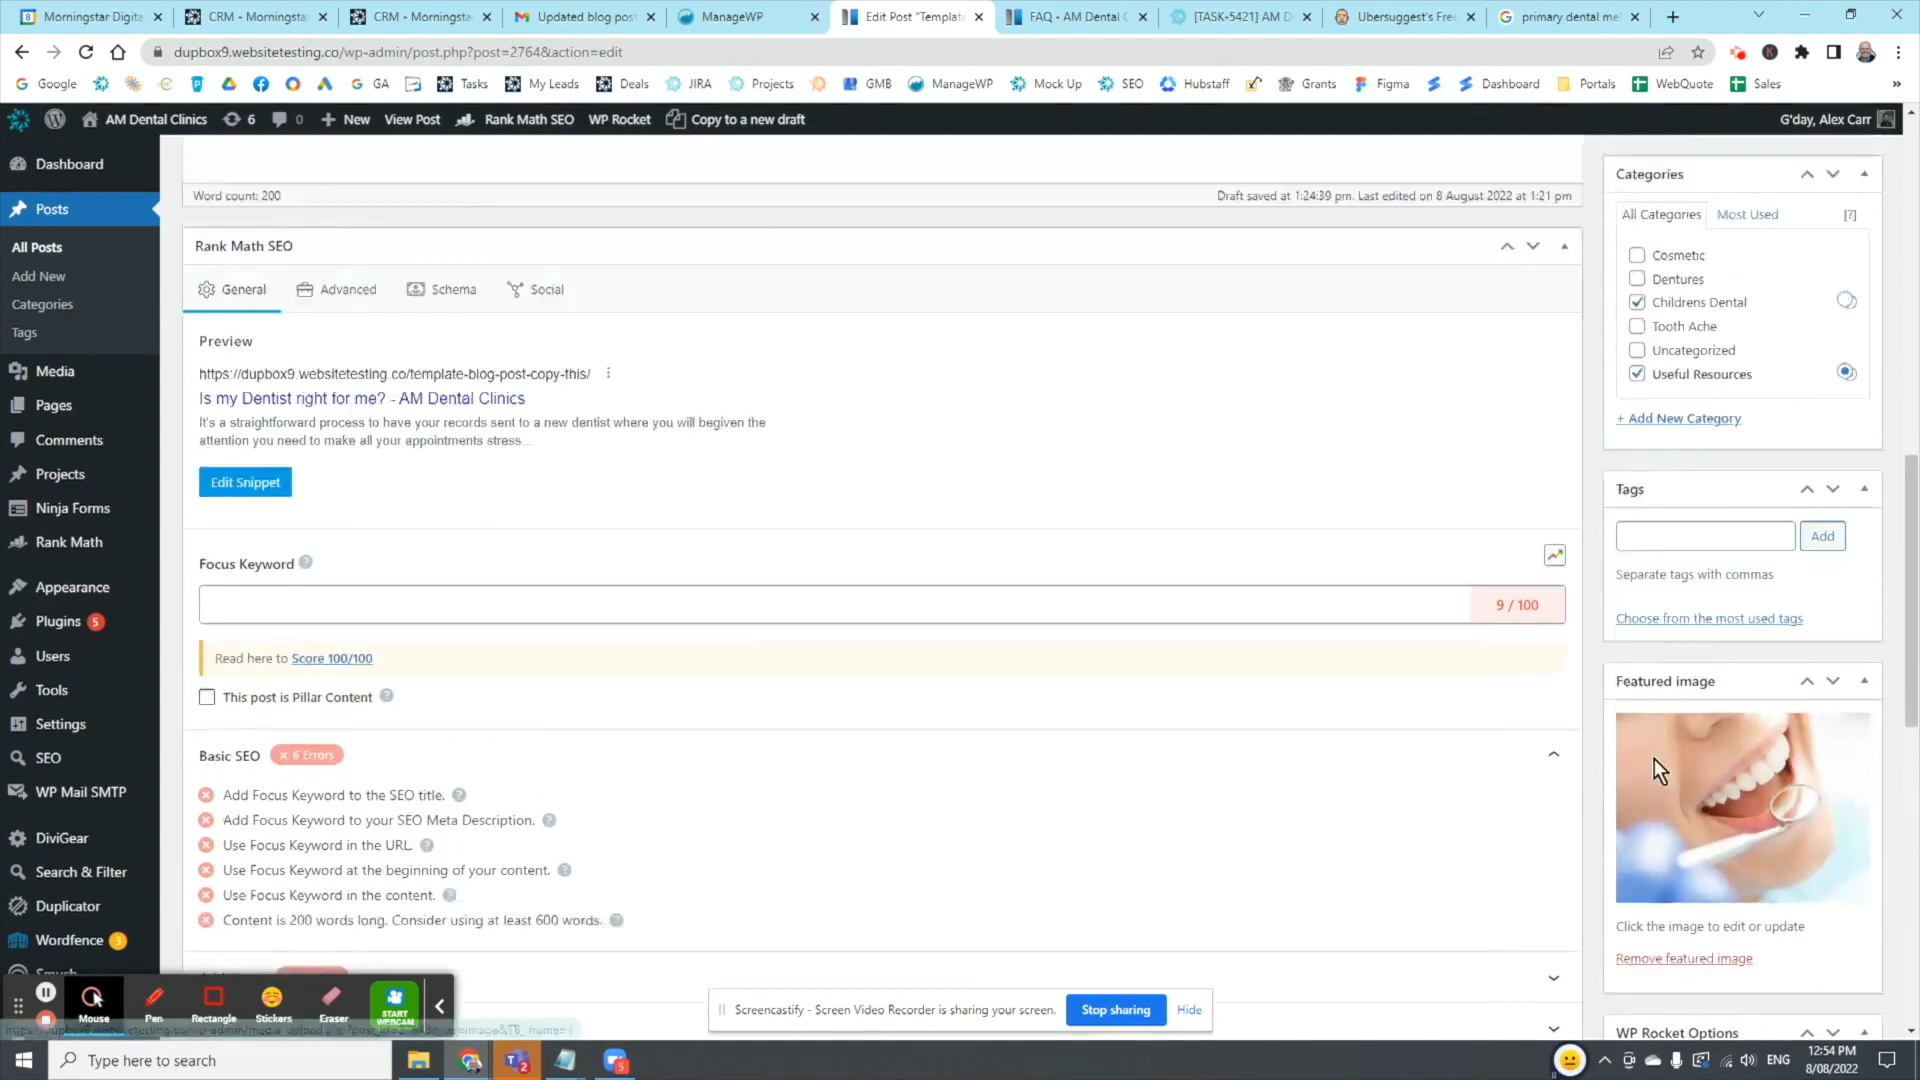 Morningstar Digita
CRM - Morningsta
CRM - Morningsta
Updated blog post
ManageWP
Edit Post "Template
FAQ - AM Dental C
[TASK-5421] AM D
Ubersuggest's Free
primary dental me
dupbox9.websitetesting.co/wp-admin/post.php?post=2764&action=edit
Google
GA
Tasks
My Leads
Deals
JIRA
Projects
GMB
ManageWP
Mock Up
SEO
Hubstaff
Grants
Figma
Dashboard
Portals
WebQuote
Sales
AM Dental Clinics
6
0
New
View Post
Rank Math SEO
WP Rocket
Copy to a new draft
G'day, Alex Carr
Dashboard
Posts
All Posts
Add New
Categories
Tags
Media
Pages
Comments
Projects
Ninja Forms
Rank Math
Appearance
Plugins 5
Users
Tools
Settings
SEO
WP Mail SMTP
DiviGear
Search & Filter
Duplicator
Wordfence 3
Smush
Word count: 200
Draft saved at 1:24:39 pm. Last edited on 8 August 2022 at 1:21 pm
Rank Math SEO
General
Advanced
Schema
Social
Preview
https://dupbox9.websitetesting.co/template-blog-post-copy-this/
Is my Dentist right for me? - AM Dental Clinics
It's a straightforward process to have your records sent to a new dentist where you will begiven the
attention you need to make all your appointments stress...
Edit Snippet
Focus Keyword
9 / 100
Read here to Score 100/100
This post is Pillar Content
Basic SEO
× 6 Errors
Add Focus Keyword to the SEO title.
Add Focus Keyword to your SEO Meta Description.
Use Focus Keyword in the URL.
Use Focus Keyword at the beginning of your content.
Use Focus Keyword in the content.
Content is 200 words long. Consider using at least 600 words.
Categories
All Categories
Most Used
[?]
Cosmetic
Dentures
Childrens Dental
Tooth Ache
Uncategorized
Useful Resources
+ Add New Category
Tags
Add
Separate tags with commas
Choose from the most used tags
Featured image
Click the image to edit or update
Remove featured image
WP Rocket Options
Mouse
Pen
Rectangle
Stickers
Eraser
START
WEBCAM
Screencastify - Screen Video Recorder is sharing your screen.
Stop sharing
Hide
Type here to search
2
5
ENG
12:54 PM
8/08/2022